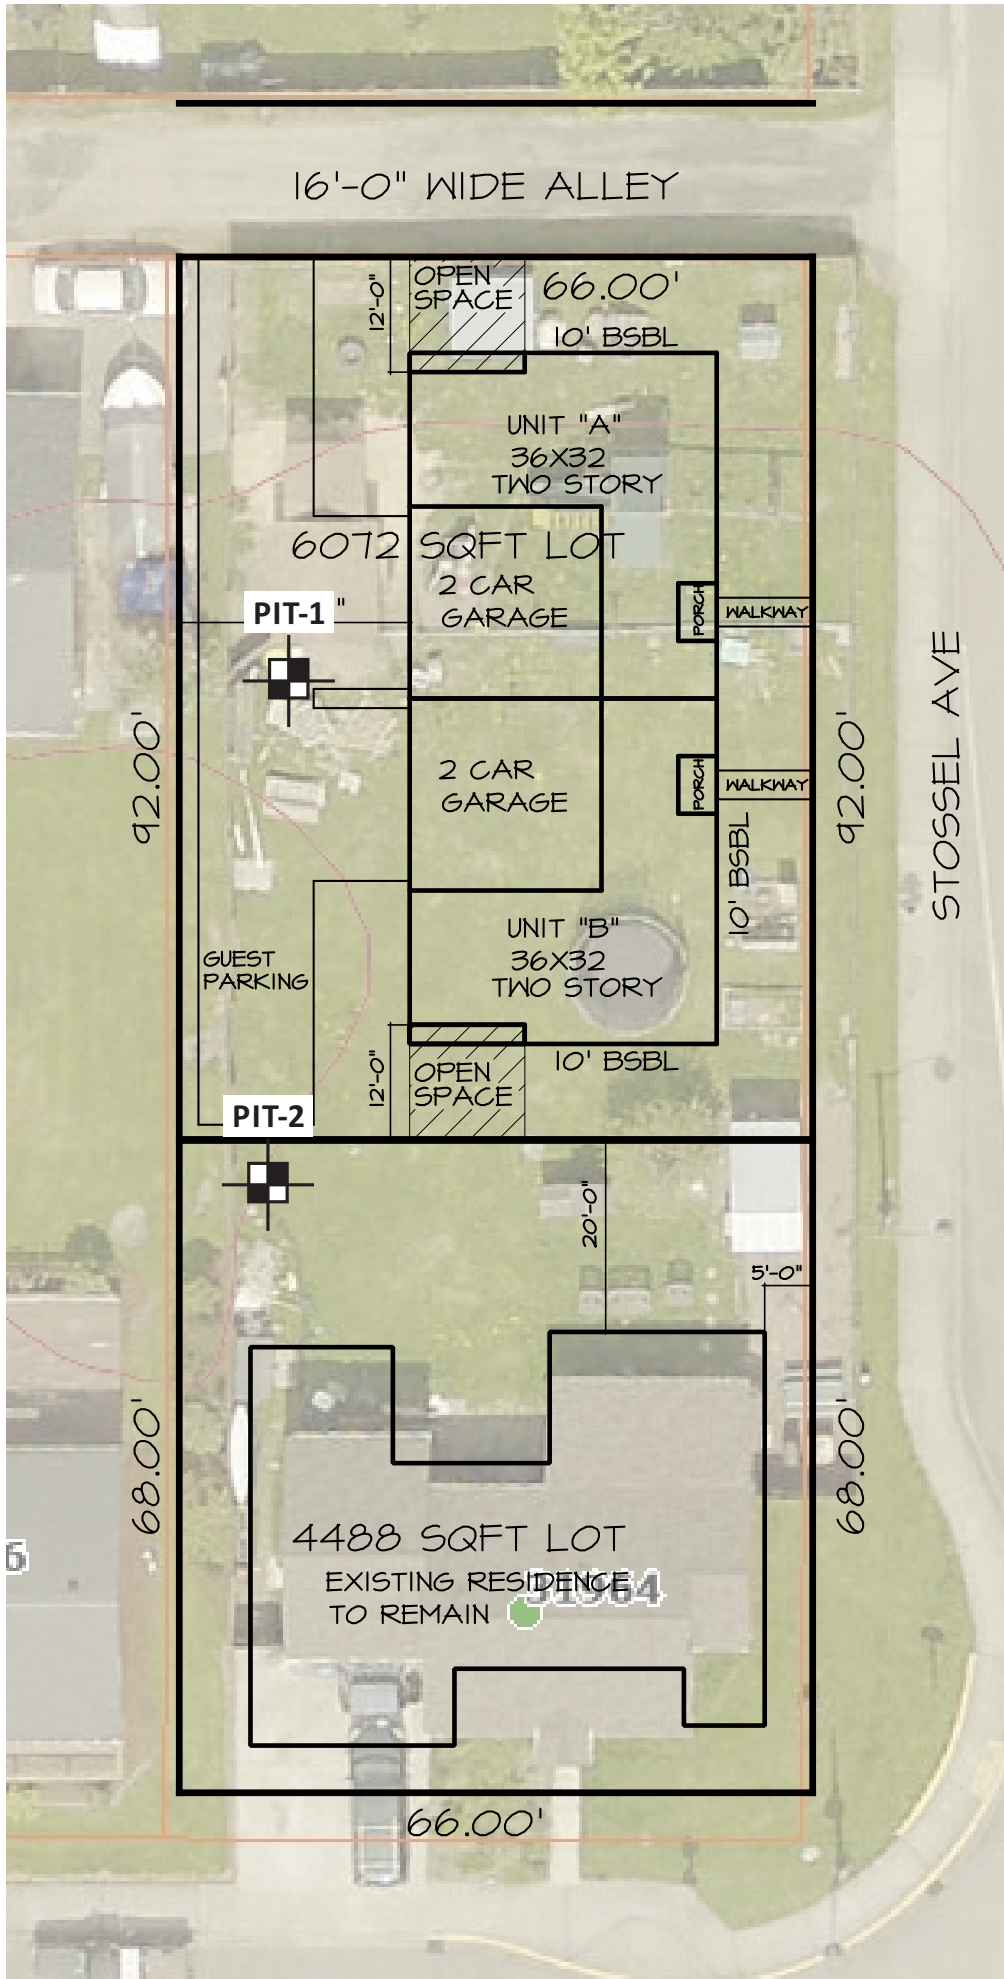 16'-0" WIDE ALLEY
12'-0"
OPEN
SPACE
66.00'
10' BSBL
UNIT "A"
36X32
TWO STORY
6072 SQFT LOT
2 CAR
GARAGE
PORCH
WALKWAY
PIT-1 "
STOSSEL AVE
92.00'
92.00'
2 CAR
GARAGE
PORCH
WALKWAY
10' BSBL
UNIT "B"
36X32
TWO STORY
GUEST
PARKING
12'-0"
OPEN
SPACE
10' BSBL
PIT-2
20'-0"
5'-0"
68.00'
68.00'
4488 SQFT LOT
EXISTING RESIDENCE
TO REMAIN
31964
6
66.00'